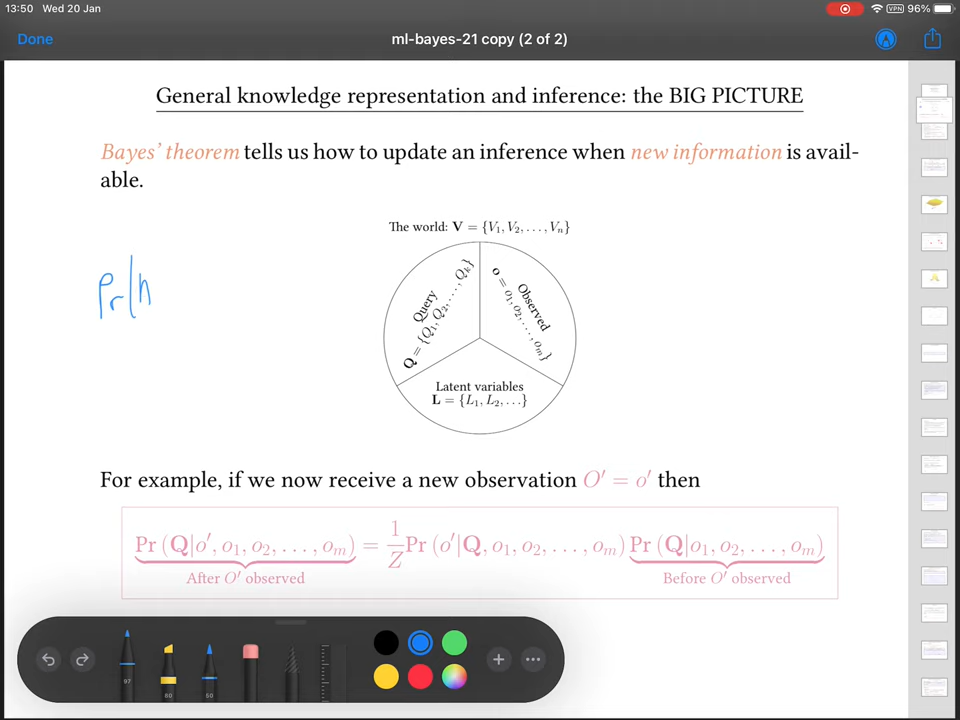 13:50 Wed 20 Jan VPN 96%
Done ml-bayes-21 copy (2 of 2)
General knowledge representation and inference: the BIG PICTURE
Bayes’ theorem tells us how to update an inference when new information is avail-
able.
The world: V = {V₁, V₂, . . . , Vₙ}
Pr(h
Query
Q = {Q₁, Q₂, . . . , Qₖ}
Observed
o = o₁, o₂, . . . , oₘ}
Latent variables
L = {L₁, L₂, . . .}
For example, if we now receive a new observation O′ = o′ then
Pr (Q|o′, o₁, o₂, . . . , oₘ) = 1/Z Pr (o′|Q, o₁, o₂, . . . , oₘ) Pr (Q|o₁, o₂, . . . , oₘ)
After O′ observed Before O′ observed
97 80 50